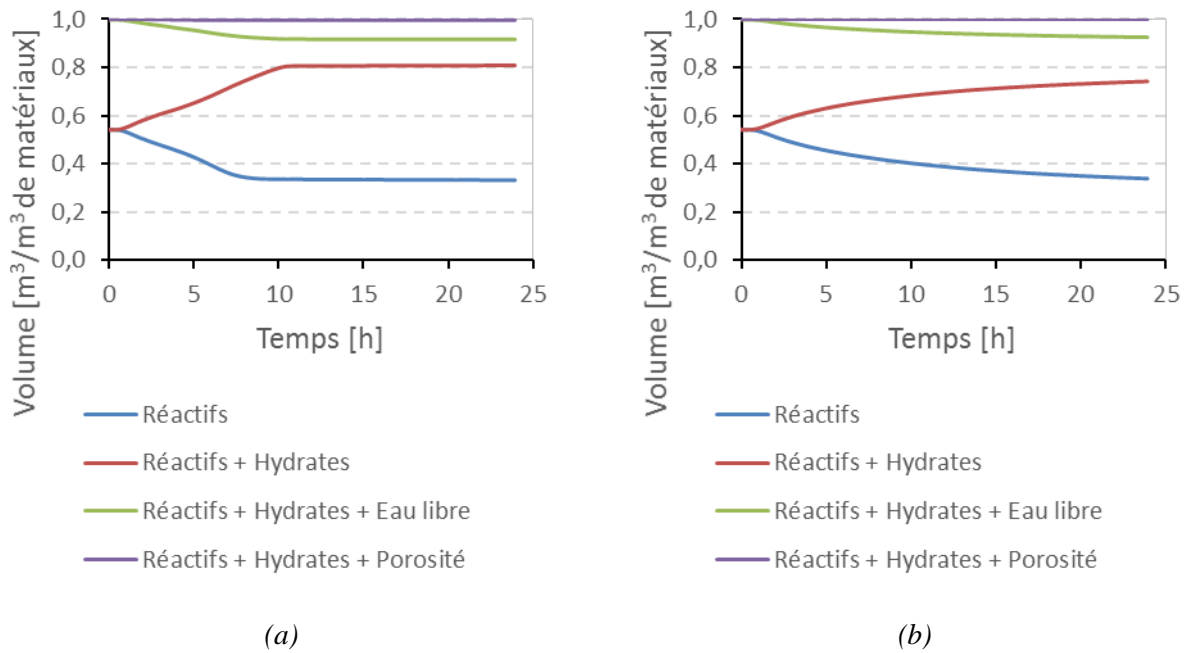 Volume [m³/m³ de matériaux]
1,0
0,8
0,6
0,4
0,2
0,0
0 5 10 15 20 25
Temps [h]
Réactifs
Réactifs + Hydrates
Réactifs + Hydrates + Eau libre
Réactifs + Hydrates + Porosité
(a)
Volume [m³/m³ de matériaux]
1,0
0,8
0,6
0,4
0,2
0,0
0 5 10 15 20 25
Temps [h]
Réactifs
Réactifs + Hydrates
Réactifs + Hydrates + Eau libre
Réactifs + Hydrates + Porosité
(b)